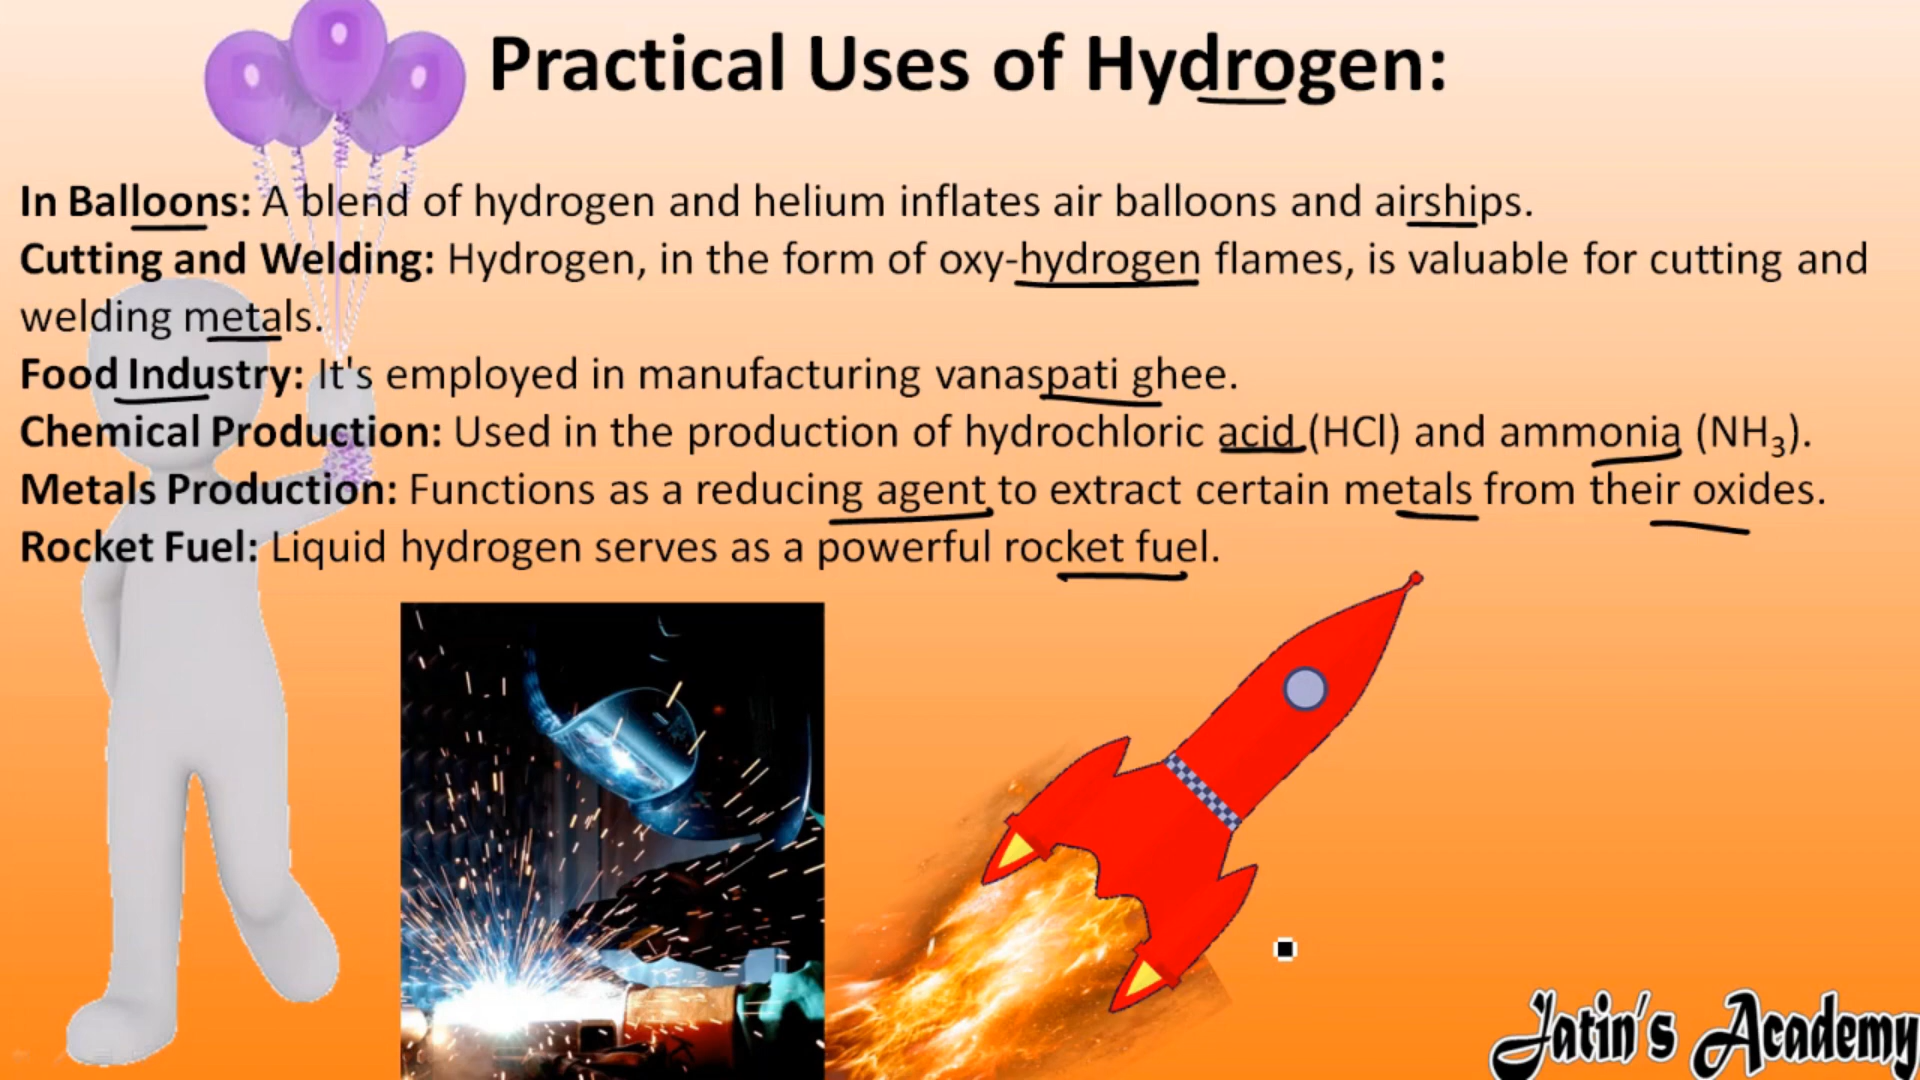 Practical Uses of Hydrogen:
In Balloons: A blend of hydrogen and helium inflates air balloons and airships.
Cutting and Welding: Hydrogen, in the form of oxy-hydrogen flames, is valuable for cutting and
welding metals.
Food Industry: It's employed in manufacturing vanaspati ghee.
Chemical Production: Used in the production of hydrochloric acid (HCl) and ammonia (NH₃).
Metals Production: Functions as a reducing agent to extract certain metals from their oxides.
Rocket Fuel: Liquid hydrogen serves as a powerful rocket fuel.
Jatin's Academy